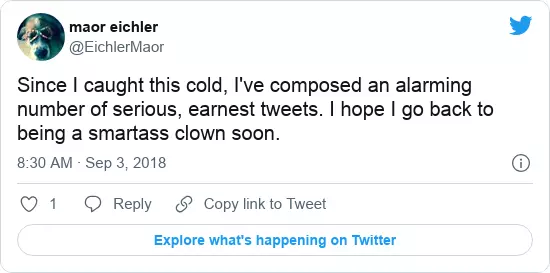 maor eichler
@EichlerMaor
Since I caught this cold, I've composed an alarming
number of serious, earnest tweets. I hope I go back to
being a smartass clown soon.
8:30 AM · Sep 3, 2018
1 Reply Copy link to Tweet
Explore what's happening on Twitter